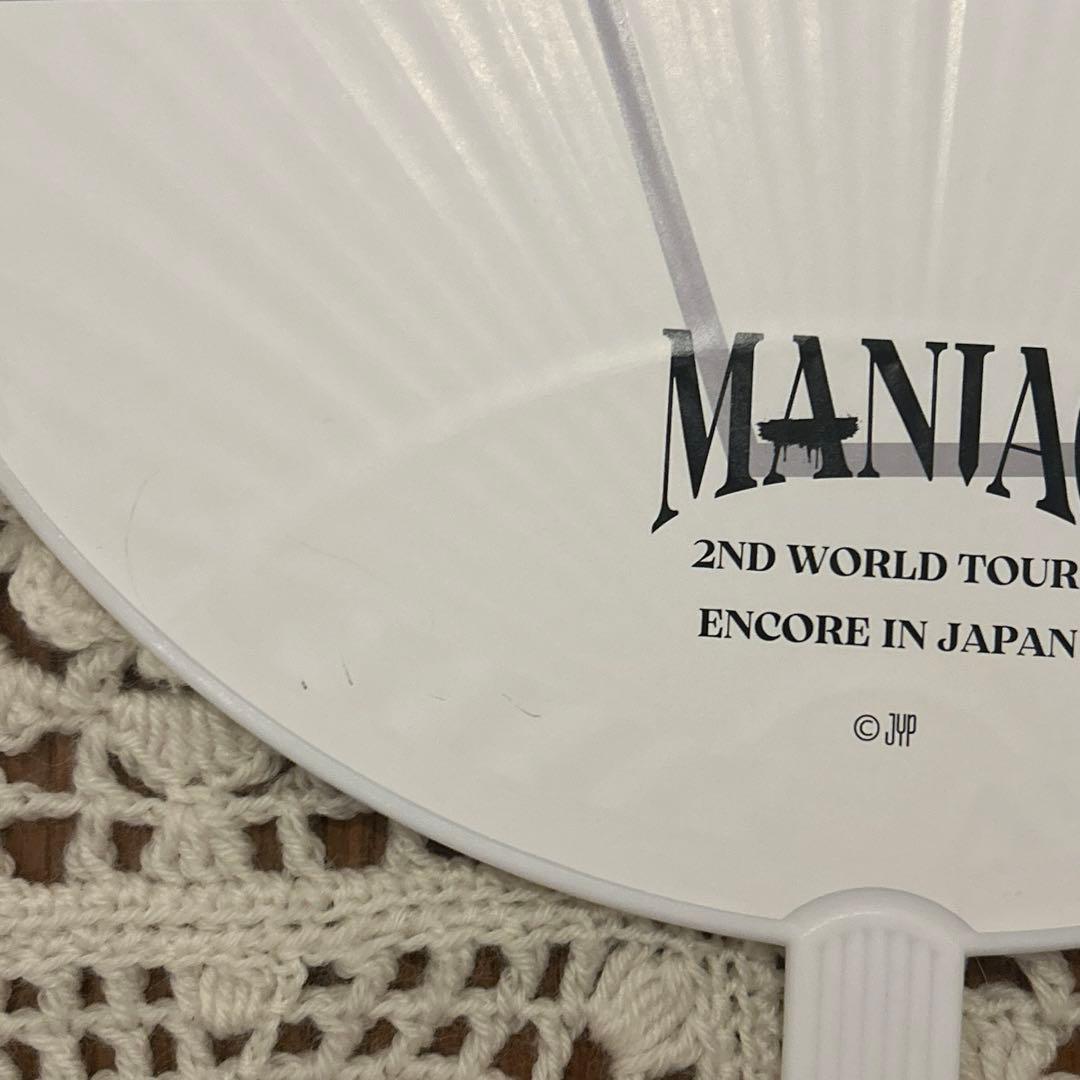 MANIAC
2ND WORLD TOUR
ENCORE IN JAPAN
© JYP